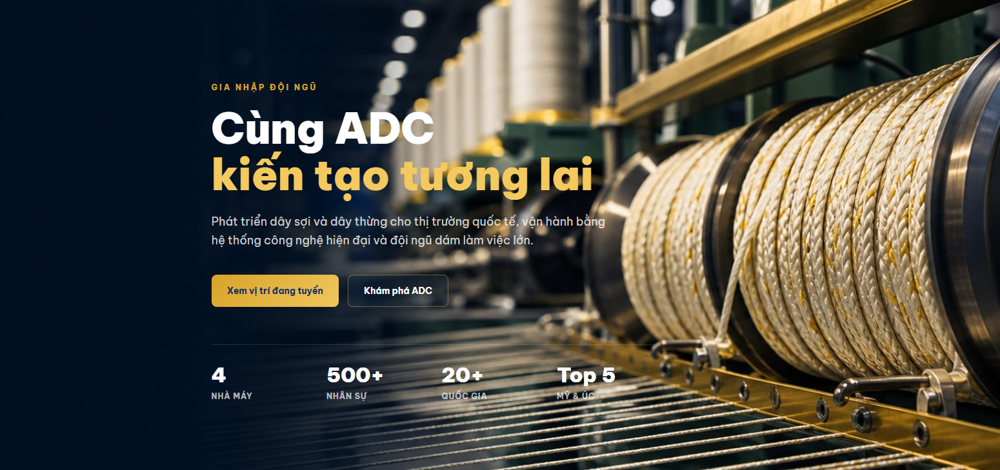 GIA NHẬP ĐỘI NGŨ
Cùng ADC
kiến tạo tương lai
Phát triển dây sợi và dây thừng cho thị trường quốc tế, vận hành bằng
hệ thống công nghệ hiện đại và đội ngũ dám làm việc lớn.
Xem vị trí đang tuyển
Khám phá ADC
4
500+
20+
Top 5
NHÀ MÁY
NHÂN SỰ
QUỐC GIA
MỸ & ÚC